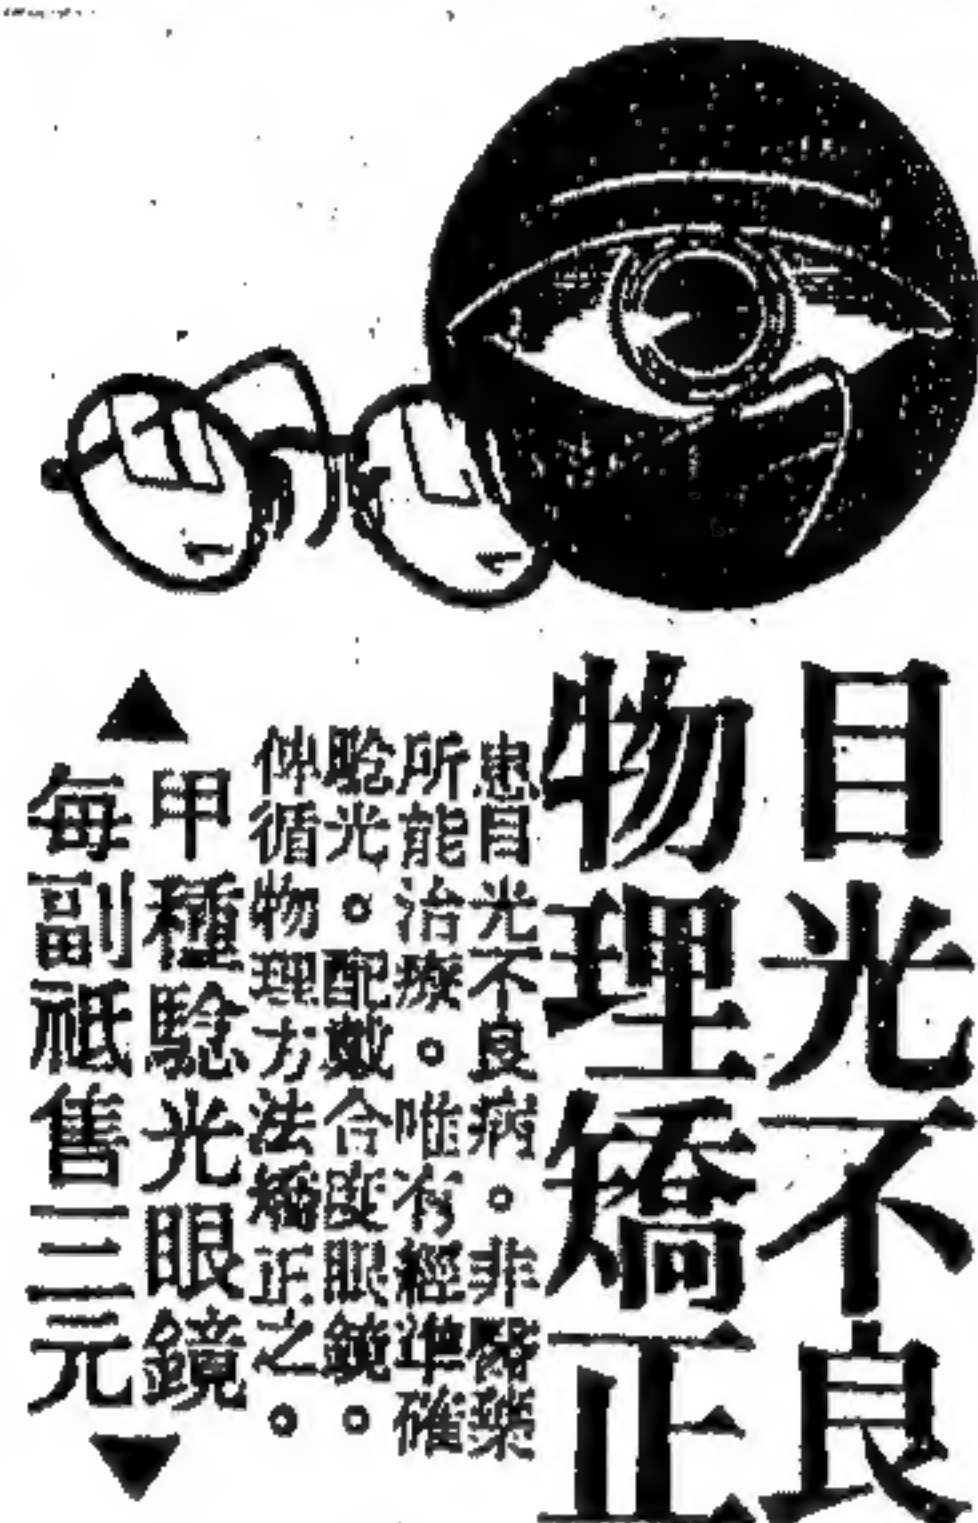 目光不良
物理矯正
患目光不良病。非醫藥
所能治療。唯有經準確
驗光。配戴合度眼鏡。
俾循物理方法矯正之。
甲種驗光眼鏡
每副祗售三元